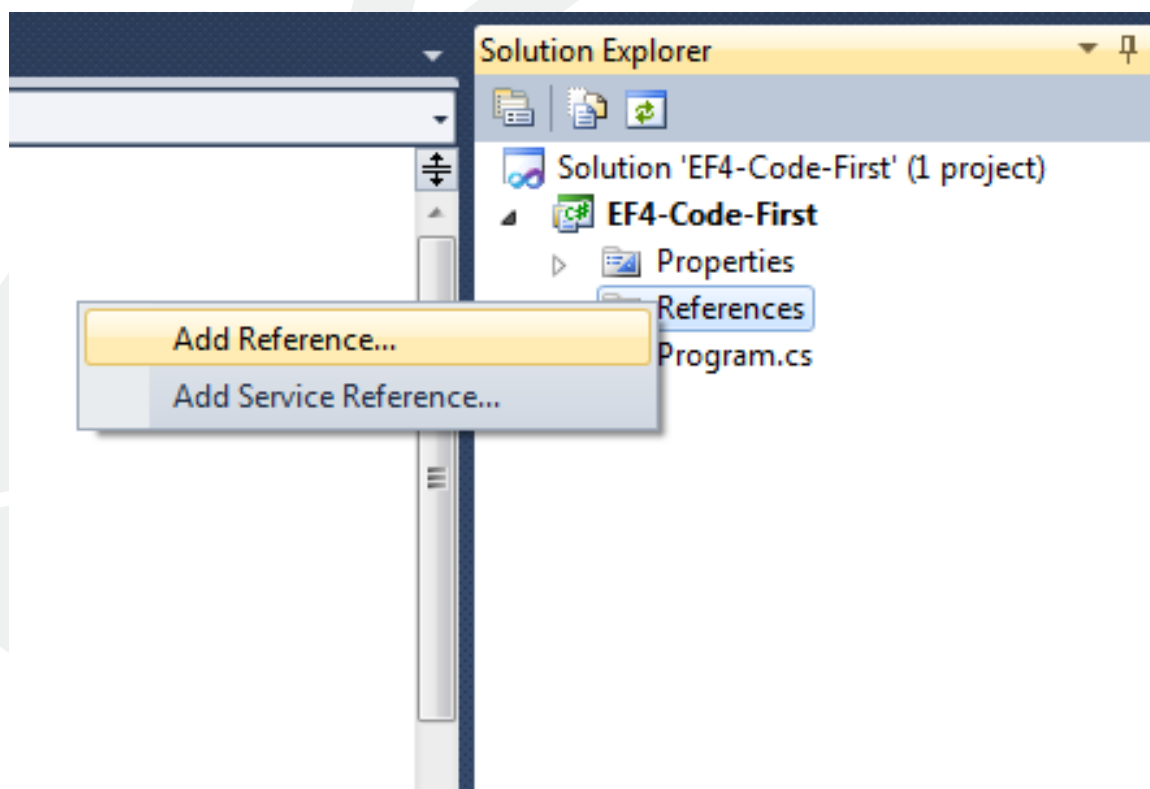 Solution Explorer
Solution 'EF4-Code-First' (1 project)
EF4-Code-First
Properties
References
Program.cs
Add Reference...
Add Service Reference...